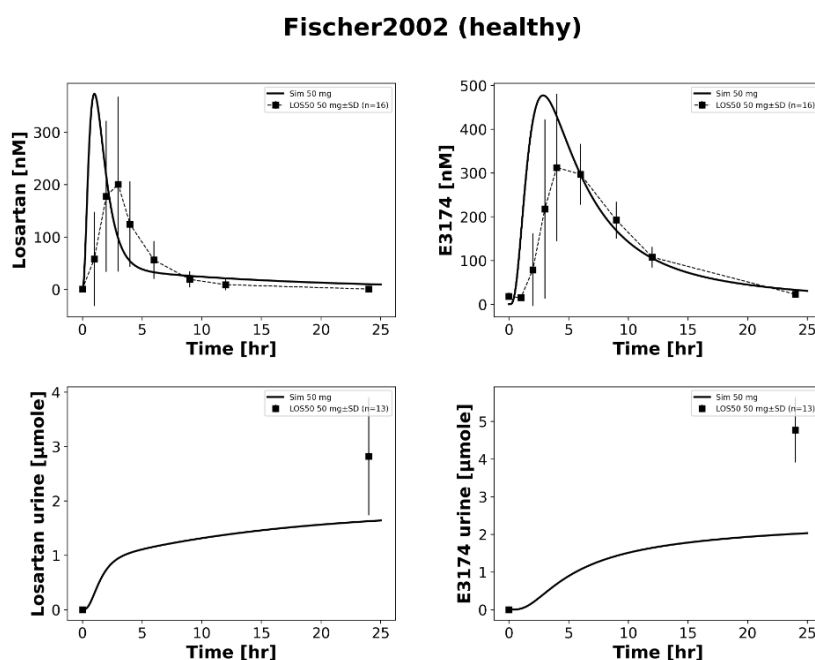 Fischer2002 (healthy)
Losartan [nM]
300
200
100
0
Sim 50 mg
LOS50 50 mg±SD (n=16)
0 5 10 15 20 25
Time [hr]
E3174 [nM]
500
400
300
200
100
0
Sim 50 mg
LOS50 50 mg±SD (n=16)
0 5 10 15 20 25
Time [hr]
Losartan urine [µmole]
4
3
2
1
0
Sim 50 mg
LOS50 50 mg±SD (n=13)
0 5 10 15 20 25
Time [hr]
E3174 urine [µmole]
5
4
3
2
1
0
Sim 50 mg
LOS50 50 mg±SD (n=13)
0 5 10 15 20 25
Time [hr]